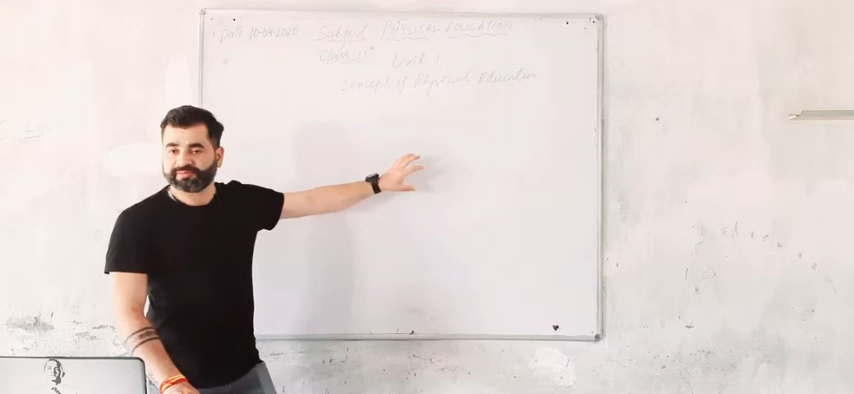 Date 10-04-2020 Subject PHYSICAL EDUCATION
Class 11th
Unit 1
Concept of Physical Education